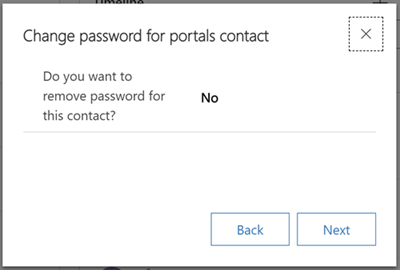 Timeline
Change password for portals contact
Do you want to
remove password for
this contact?
No
Back
Next